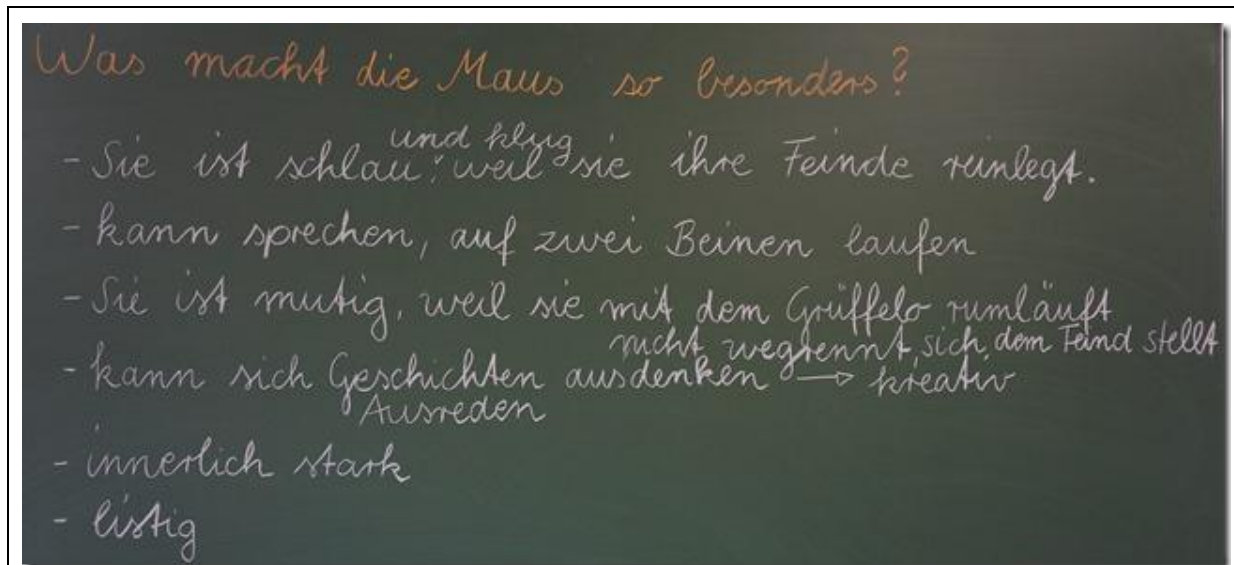 Was macht die Maus so besonders?
und klug
- Sie ist schlau, weil sie ihre Feinde reinlegt.
- kann sprechen, auf zwei Beinen laufen
- Sie ist mutig, weil sie mit dem Grüffelo rumläuft
nicht wegrennt, sich dem Feind stellt
- kann sich Geschichten ausdenken → kreativ
Ausreden
- innerlich stark
- listig